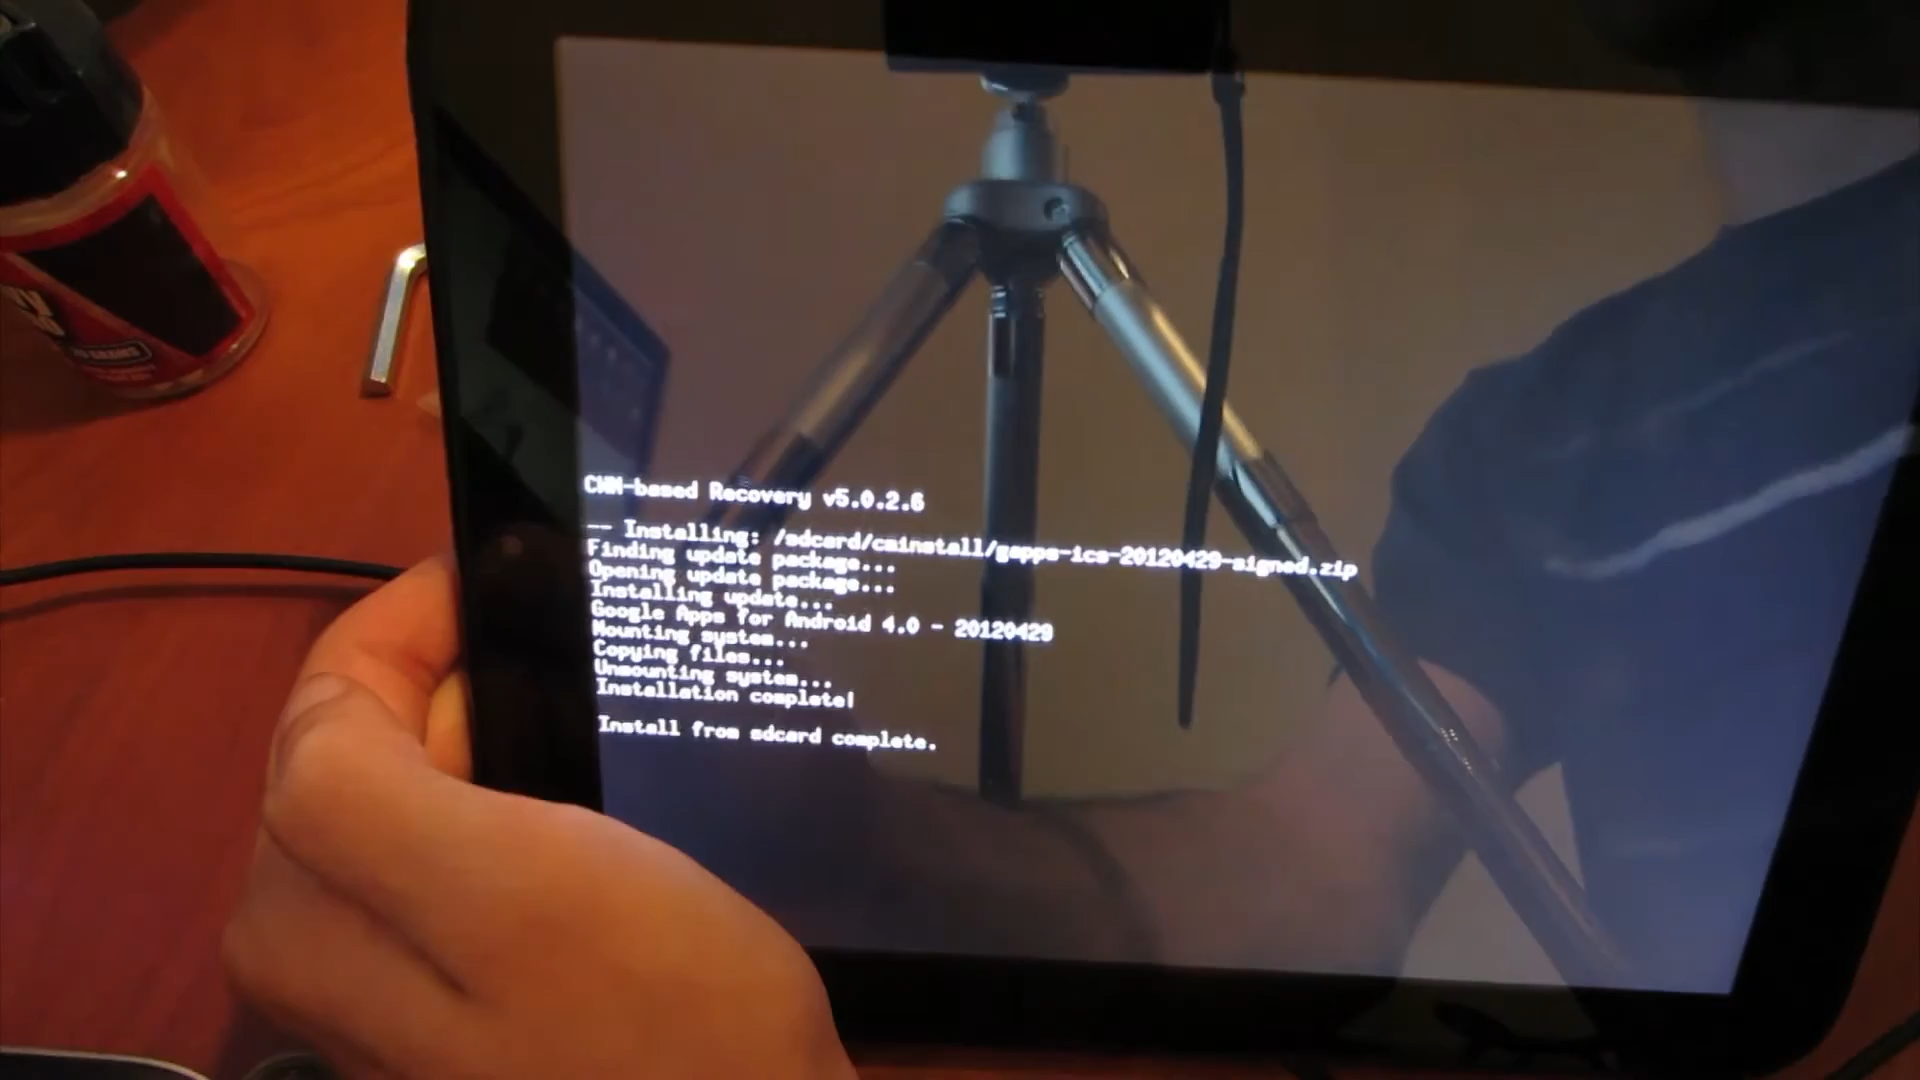 CWM-based Recovery v5.0.2.6
-- Installing: /sdcard/cminstall/gapps-ics-20120429-signed.zip
Finding update package...
Opening update package...
Installing update...
Google Apps for Android 4.0 - 20120429
Mounting system...
Copying files...
Unmounting system...
Installation complete!
Install from sdcard complete.